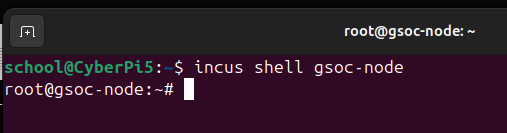 root@gsoc-node: ~
school@CyberPi5:~$ incus shell gsoc-node
root@gsoc-node:~#